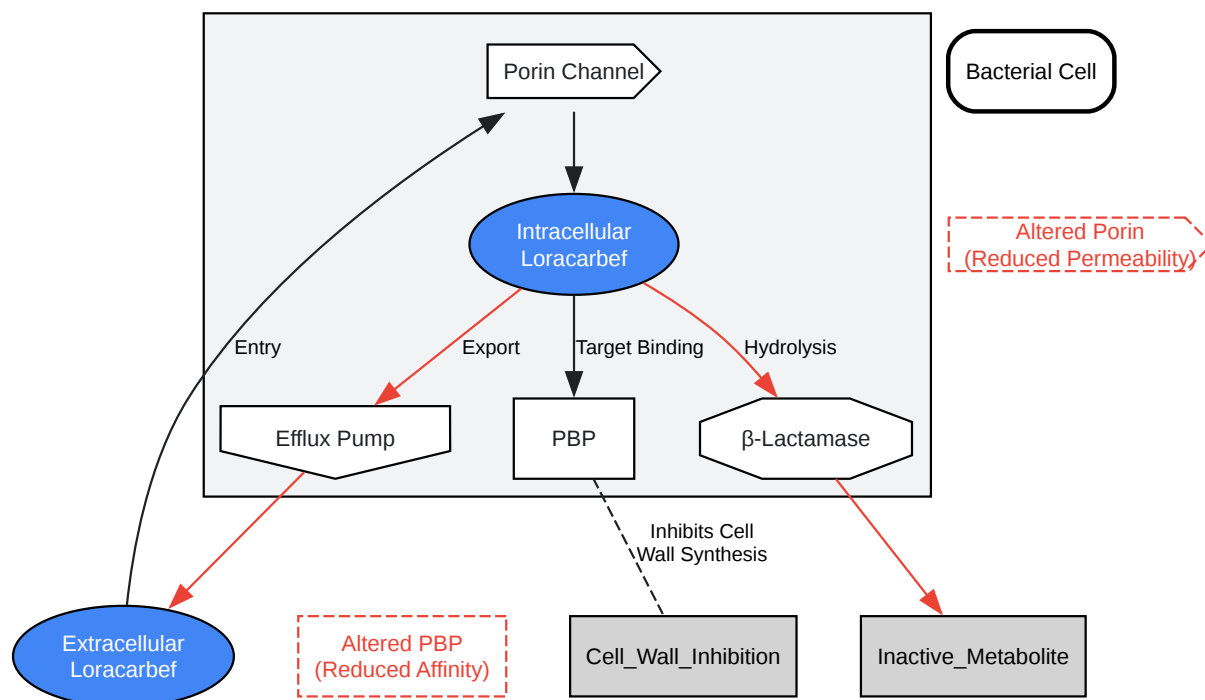 Porin Channel
Bacterial Cell
Intracellular
Loracarbef
Altered Porin
(Reduced Permeability)
Entry
Export
Target Binding
Hydrolysis
Efflux Pump
PBP
β-Lactamase
Inhibits Cell
Wall Synthesis
Extracellular
Loracarbef
Altered PBP
(Reduced Affinity)
Cell_Wall_Inhibition
Inactive_Metabolite